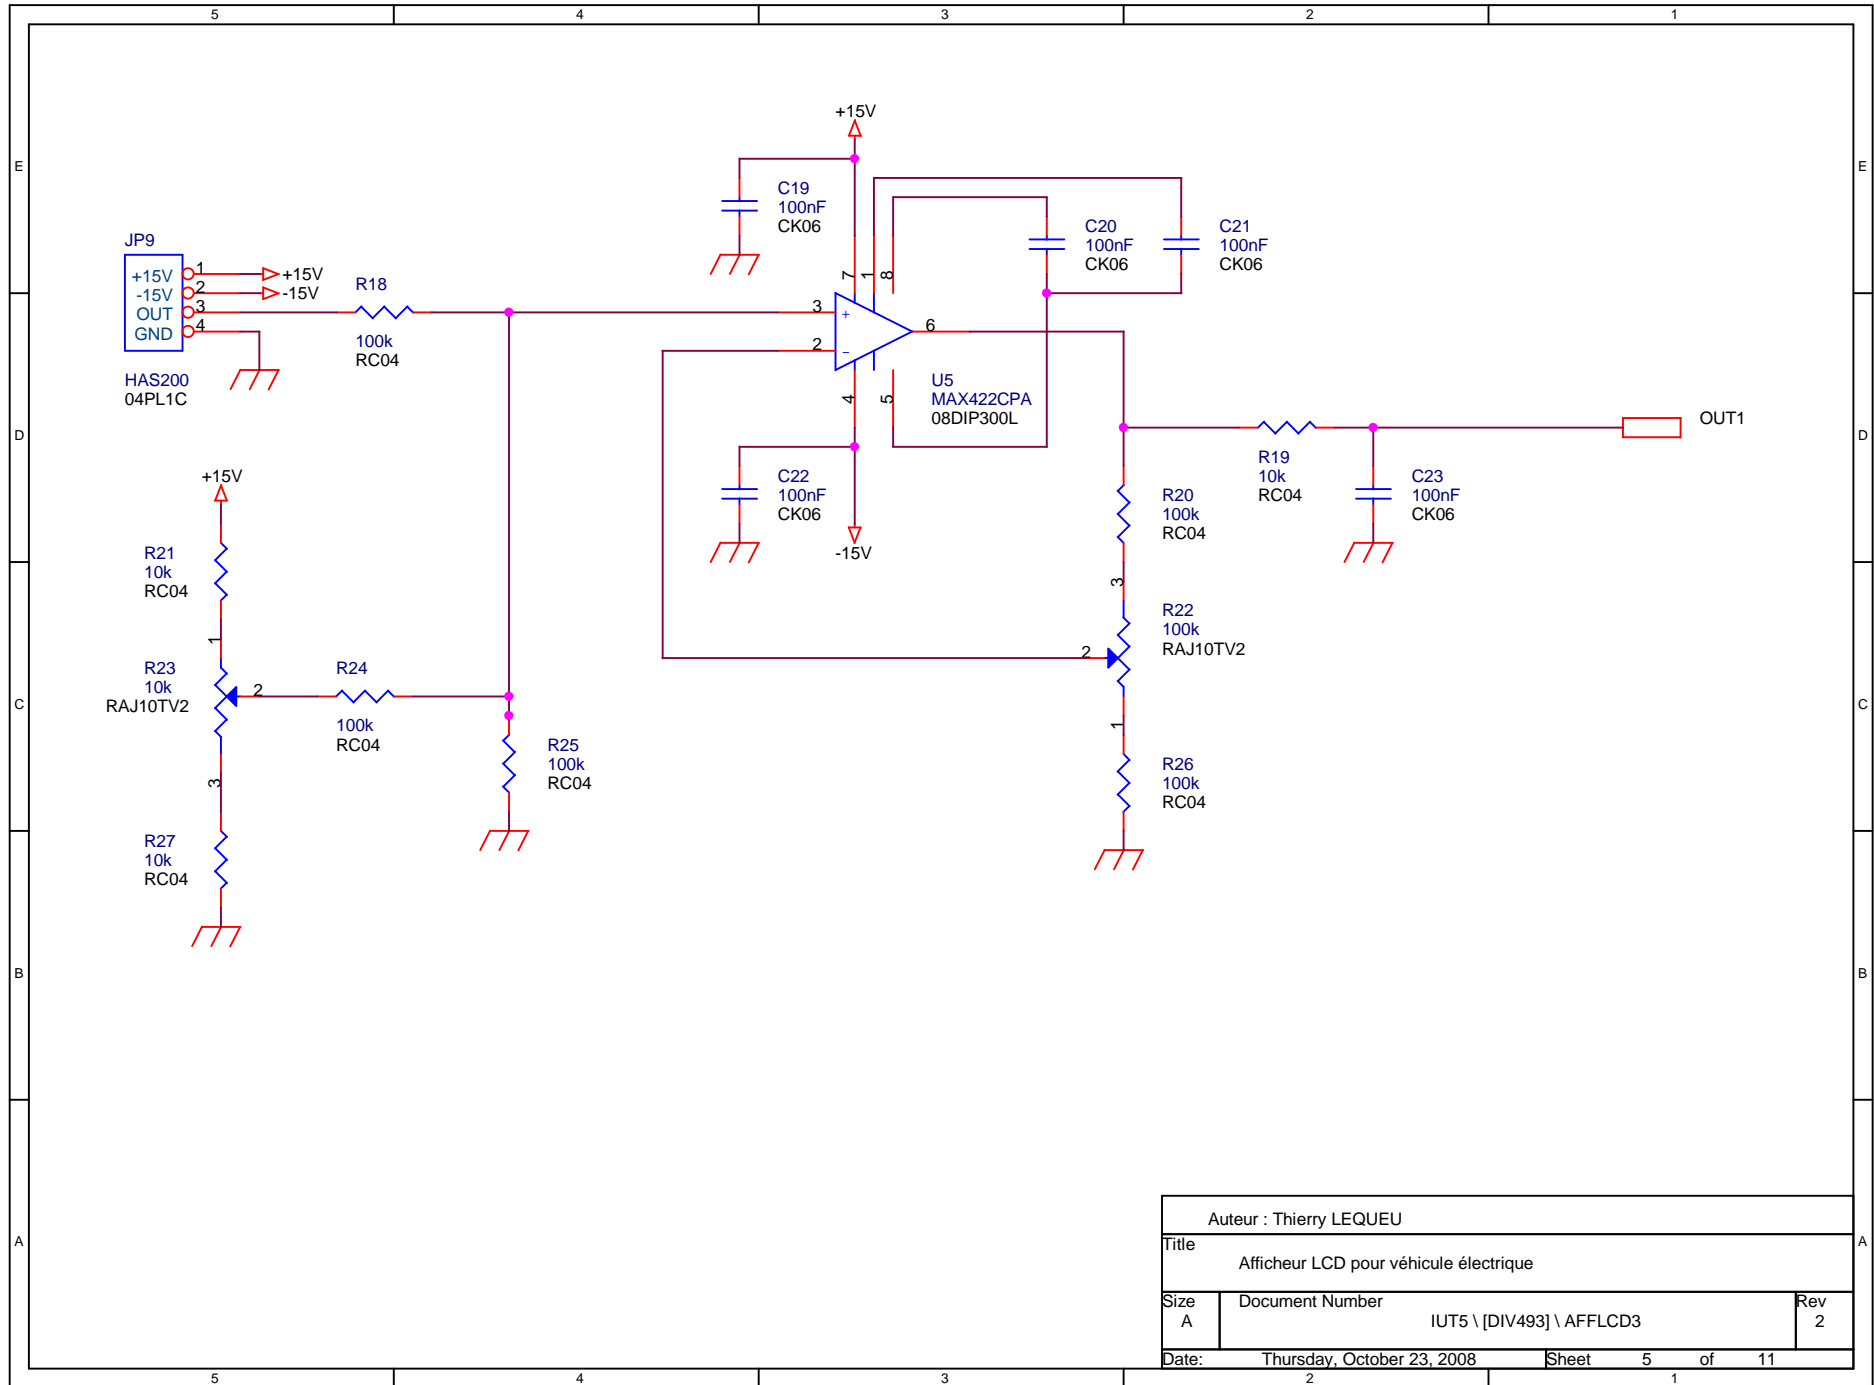 5 4 3 2 1
E E
D D
C C
B B
A A
5 4 3 2 1
JP9
+15V 1 +15V
-15V 2 -15V
OUT 3
GND 4
HAS200
04PL1C
R18
100k
RC04
+15V
C19
100nF
CK06
7 1 8
3 +
2 -
6
4 5
U5
MAX422CPA
08DIP300L
C20
100nF
CK06
C21
100nF
CK06
C22
100nF
CK06
-15V
R19
10k
RC04
OUT1
C23
100nF
CK06
R20
100k
RC04
3
R22
100k
RAJ10TV2
2
1
R26
100k
RC04
+15V
R21
10k
RC04
1
R23
10k
RAJ10TV2
2
3
R24
100k
RC04
R25
100k
RC04
R27
10k
RC04
Auteur : Thierry LEQUEU
Title
Afficheur LCD pour véhicule électrique
Size Document Number Rev
A IUT5 \ [DIV493] \ AFFLCD3 2
Date: Thursday, October 23, 2008 Sheet 5 of 11